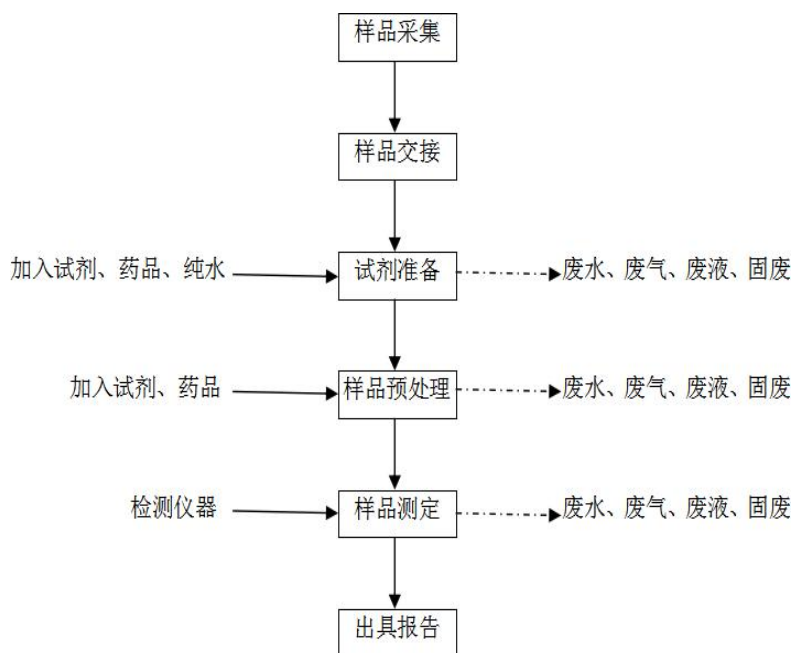 样品采集
样品交接
加入试剂、药品、纯水 试剂准备 废水、废气、废液、固废
加入试剂、药品 样品预处理 废水、废气、废液、固废
检测仪器 样品测定 废水、废气、废液、固废
出具报告